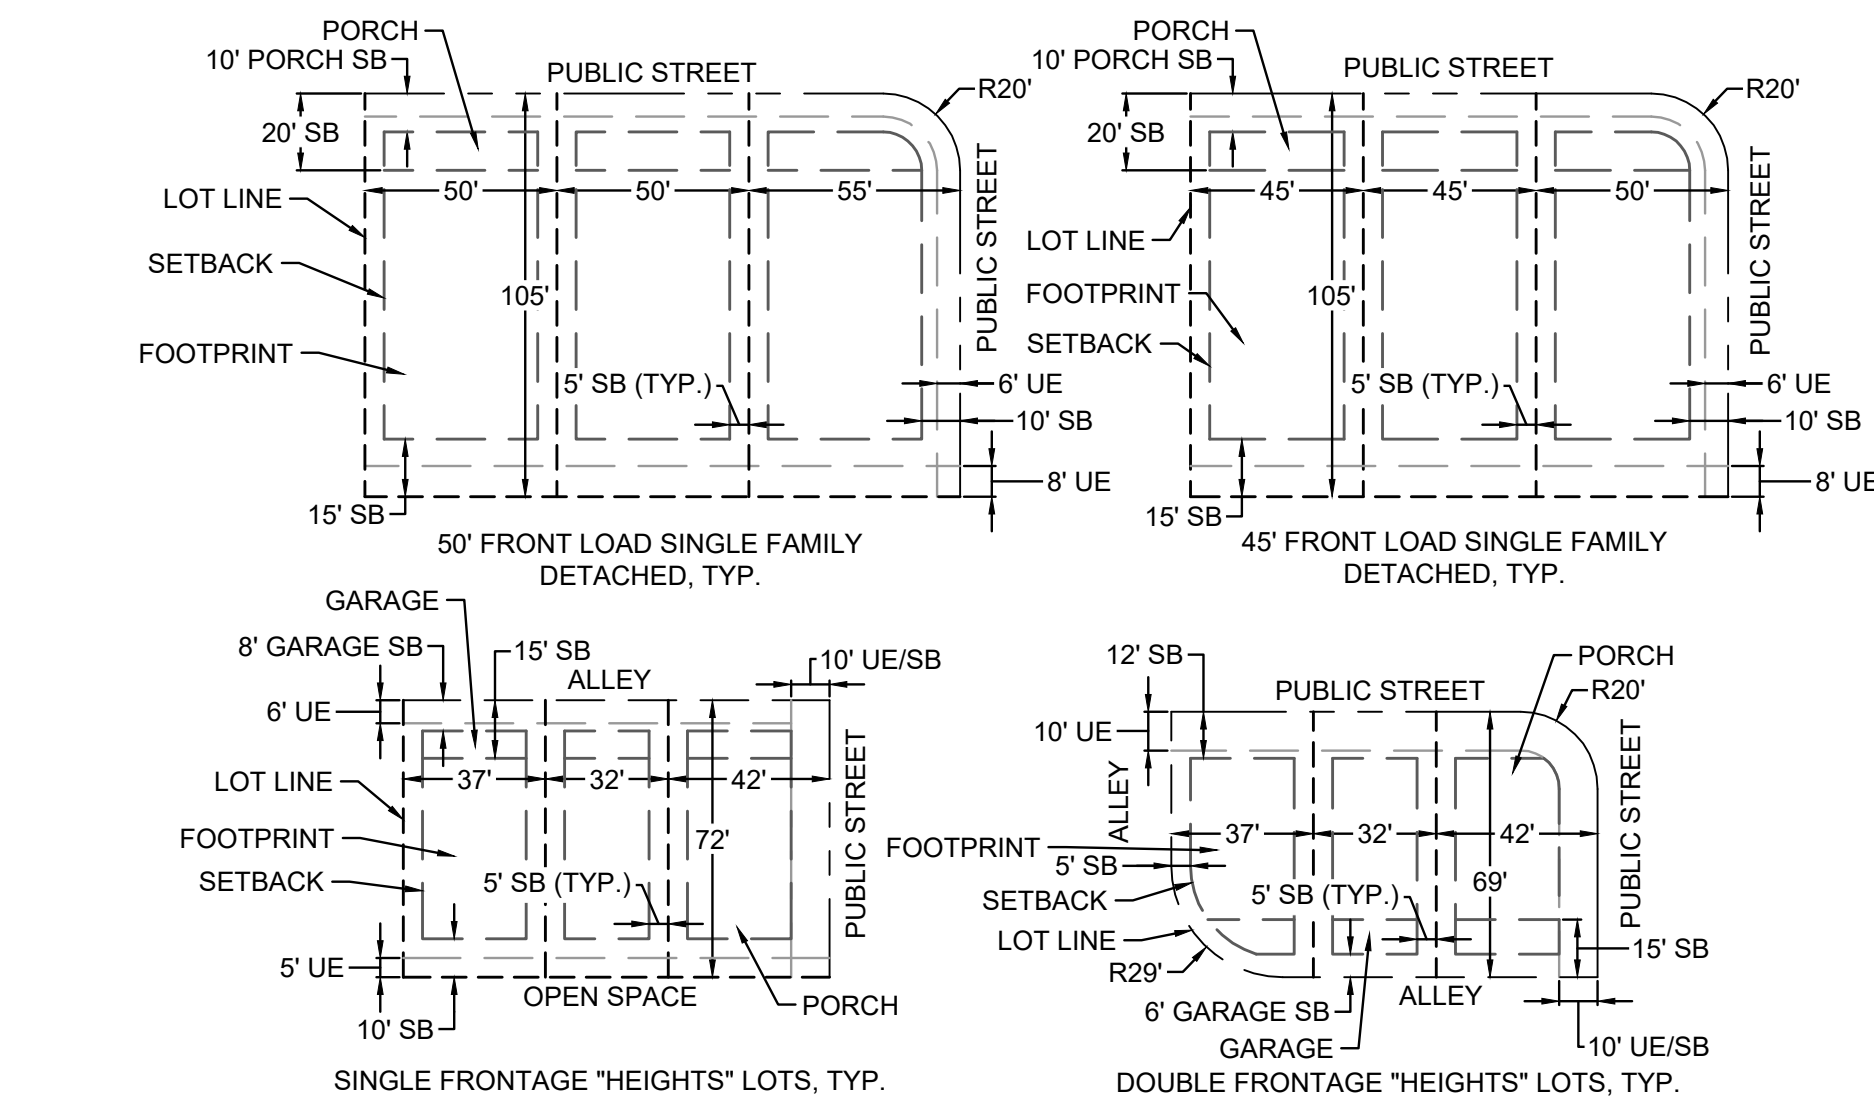 PORCH
10' PORCH SB
PUBLIC STREET
R20'
20' SB
50'
50'
55'
LOT LINE
SETBACK
PUBLIC STREET
105'
FOOTPRINT
5' SB (TYP.)
6' UE
10' SB
8' UE
15' SB
50' FRONT LOAD SINGLE FAMILY
DETACHED, TYP.
PORCH
10' PORCH SB
PUBLIC STREET
R20'
20' SB
45'
45'
50'
LOT LINE
PUBLIC STREET
FOOTPRINT
105'
SETBACK
5' SB (TYP.)
6' UE
10' SB
8' UE
15' SB
45' FRONT LOAD SINGLE FAMILY
DETACHED, TYP.
GARAGE
8' GARAGE SB
15' SB
10' UE/SB
ALLEY
6' UE
LOT LINE
37'
32'
42'
PUBLIC STREET
FOOTPRINT
72'
SETBACK
5' SB (TYP.)
5' UE
OPEN SPACE
PORCH
10' SB
SINGLE FRONTAGE "HEIGHTS" LOTS, TYP.
12' SB
PORCH
PUBLIC STREET
R20'
10' UE
ALLEY
PUBLIC STREET
37'
32'
42'
FOOTPRINT
5' SB
69'
SETBACK
5' SB (TYP.)
LOT LINE
15' SB
R29'
ALLEY
6' GARAGE SB
GARAGE
10' UE/SB
DOUBLE FRONTAGE "HEIGHTS" LOTS, TYP.